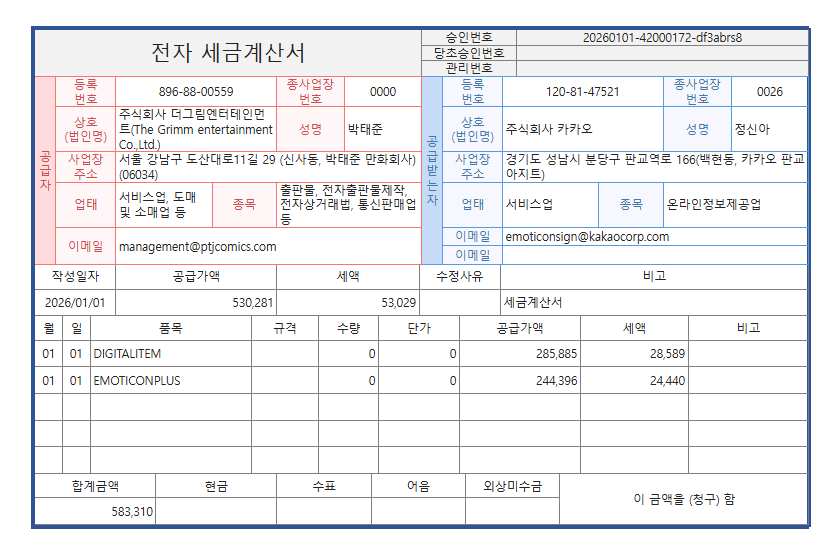 전자 세금계산서
승인번호 20260101-42000172-df3abrs8
당초승인번호
관리번호
공급자
등록번호 896-88-00559 종사업장번호 0000
상호(법인명) 주식회사 더그림엔터테인먼트(The Grimm entertainment Co.,Ltd.) 성명 박태준
사업장주소 서울 강남구 도산대로11길 29 (신사동, 박태준 만화회사) (06034)
업태 서비스업, 도매 및 소매업 등 종목 출판물, 전자출판물제작, 전자상거래법, 통신판매업 등
이메일 management@ptjcomics.com
공급받는자
등록번호 120-81-47521 종사업장번호 0026
상호(법인명) 주식회사 카카오 성명 정신아
사업장주소 경기도 성남시 분당구 판교역로 166(백현동, 카카오 판교아지트)
업태 서비스업 종목 온라인정보제공업
이메일 emoticonsign@kakaocorp.com
이메일
작성일자 공급가액 세액 수정사유 비고
2026/01/01 530,281 53,029 세금계산서
월 일 품목 규격 수량 단가 공급가액 세액 비고
01 01 DIGITALITEM 0 0 285,885 28,589
01 01 EMOTICONPLUS 0 0 244,396 24,440
합계금액 현금 수표 어음 외상미수금 이 금액을 (청구) 함
583,310